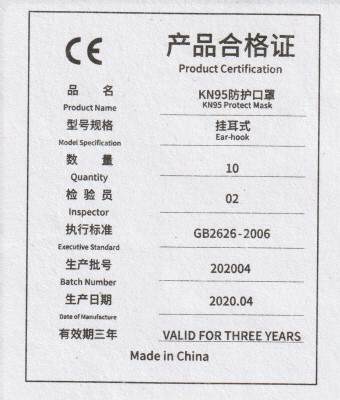 CE 产品合格证
Product Certification
品 名 KN95防护口罩
Product Name KN95 Protect Mask
型号规格 挂耳式
Model Specification Ear-hook
数 量 10
Quantity
检 验 员 02
Inspector
执行标准 GB2626-2006
Executive Standard
生产批号 202004
Batch Number
生产日期 2020.04
Date of Manufacture
有效期三年 VALID FOR THREE YEARS
Made in China